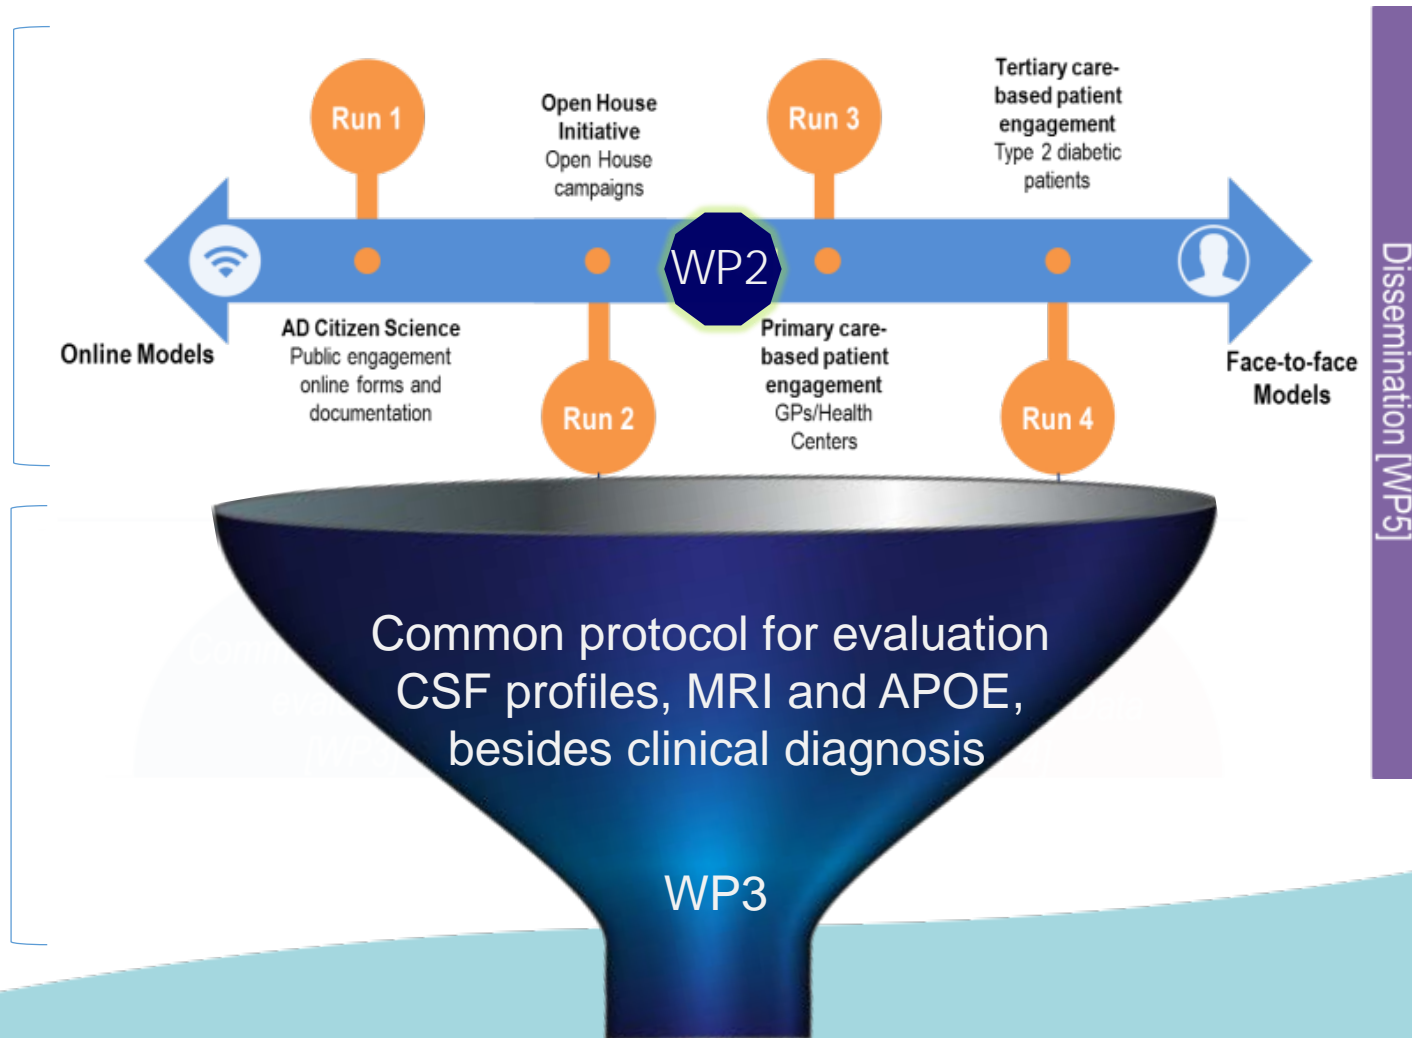 Run 1
Open House
Initiative
Open House
campaigns
Run 3
Tertiary care-
based patient
engagement
Type 2 diabetic
patients
WP2
Online Models
AD Citizen Science
Public engagement
online forms and
documentation
Run 2
Primary care-
based patient
engagement
GPs/Health
Centers
Run 4
Face-to-face
Models
Dissemination [WP5]
Common protocol for evaluation
CSF profiles, MRI and APOE,
besides clinical diagnosis
WP3